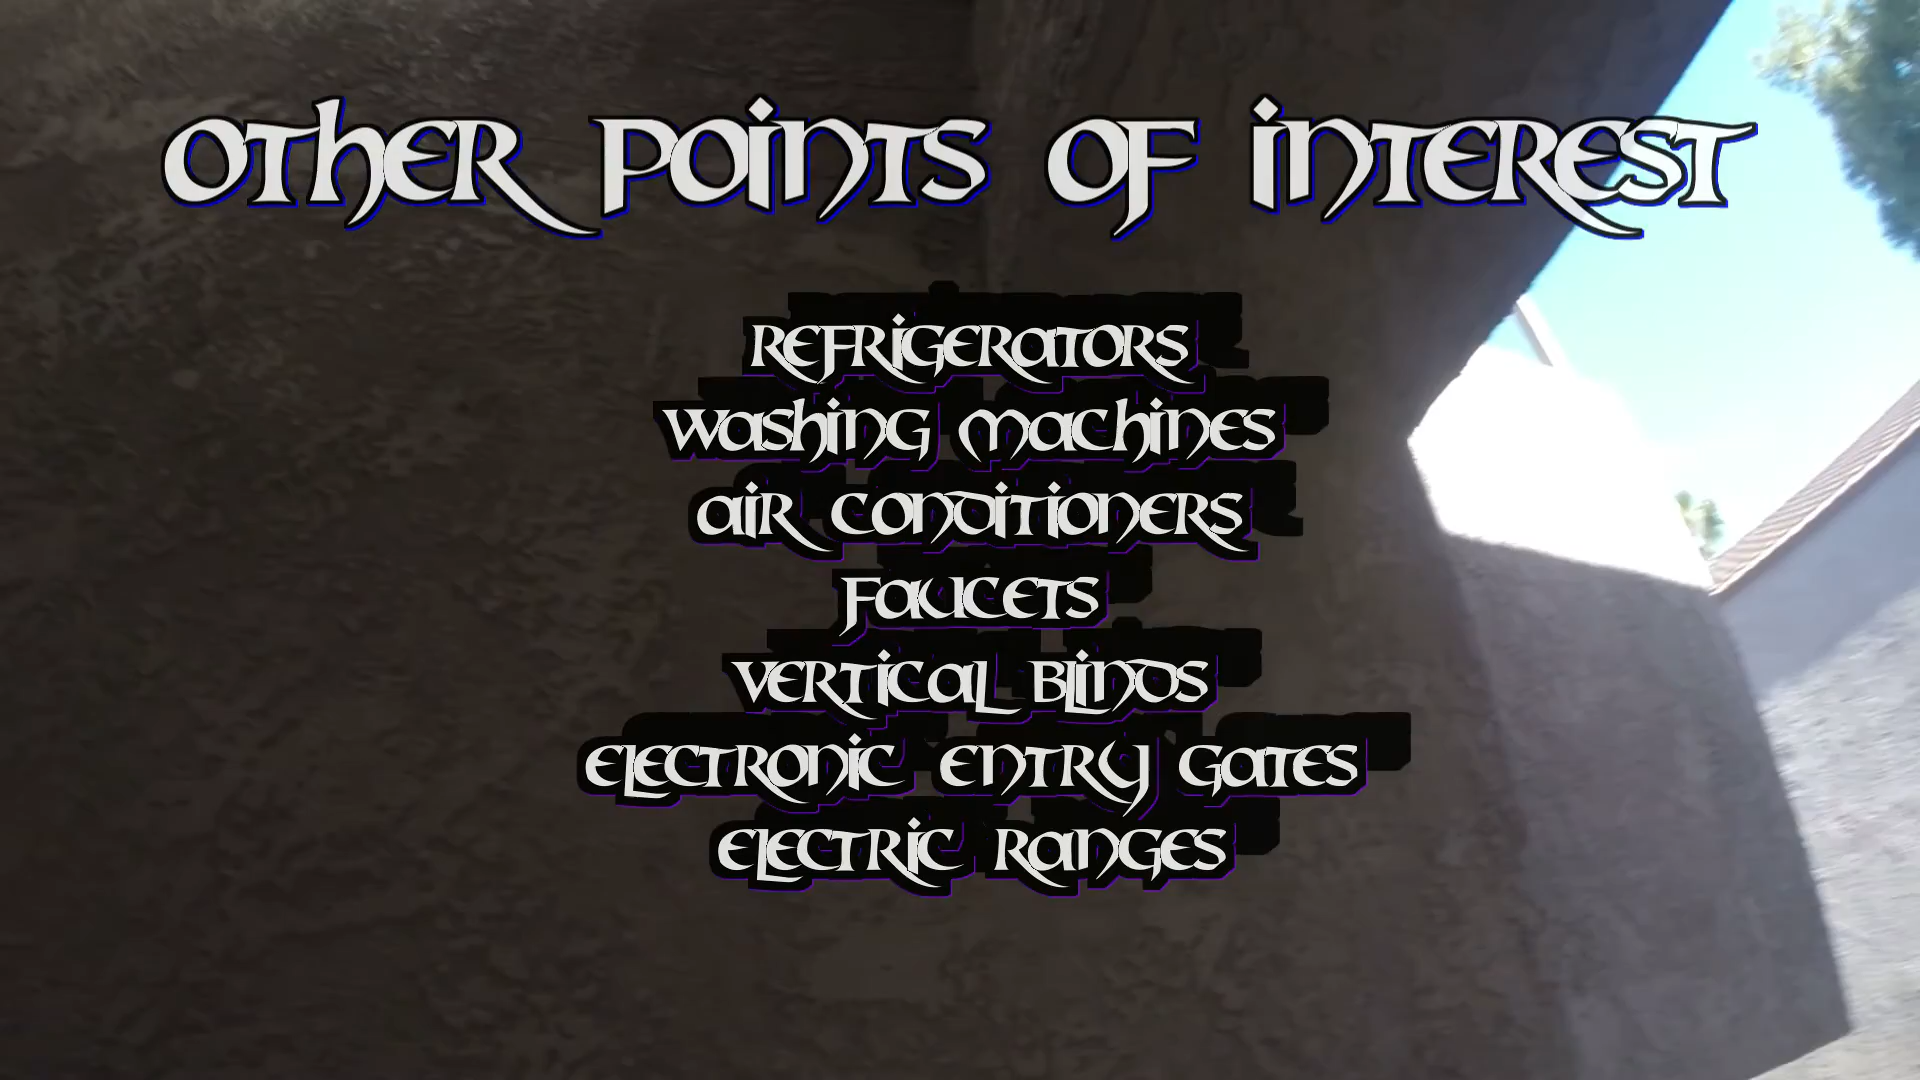 Other Points of Interest
Refrigerators
Washing Machines
Air Conditioners
Faucets
Vertical Blinds
Electronic Entry Gates
Electric Ranges